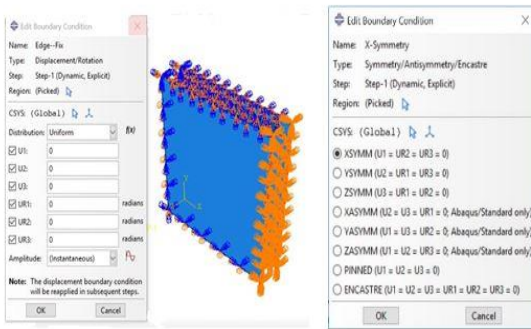 Edit Boundary Condition
Name: Edge--Fix
Type: Displacement/Rotation
Step: Step-1 (Dynamic, Explicit)
Region: (Picked)
CSYS: (Global)
Distribution: Uniform f(x)
U1: 0
U2: 0
U3: 0
UR1: 0 radians
UR2: 0 radians
UR3: 0 radians
Amplitude: (Instantaneous)
Note: The displacement boundary condition
will be reapplied in subsequent steps.
OK Cancel
Y
Edit Boundary Condition
Name: X-Symmetry
Type: Symmetry/Antisymmetry/Encastre
Step: Step-1 (Dynamic, Explicit)
Region: (Picked)
CSYS: (Global)
XSYMM (U1 = UR2 = UR3 = 0)
YSYMM (U2 = UR1 = UR3 = 0)
ZSYMM (U3 = UR1 = UR2 = 0)
XASYMM (U2 = U3 = UR1 = 0; Abaqus/Standard only)
YASYMM (U1 = U3 = UR2 = 0; Abaqus/Standard only)
ZASYMM (U1 = U2 = UR3 = 0; Abaqus/Standard only)
PINNED (U1 = U2 = U3 = 0)
ENCASTRE (U1 = U2 = U3 = UR1 = UR2 = UR3 = 0)
OK Cancel